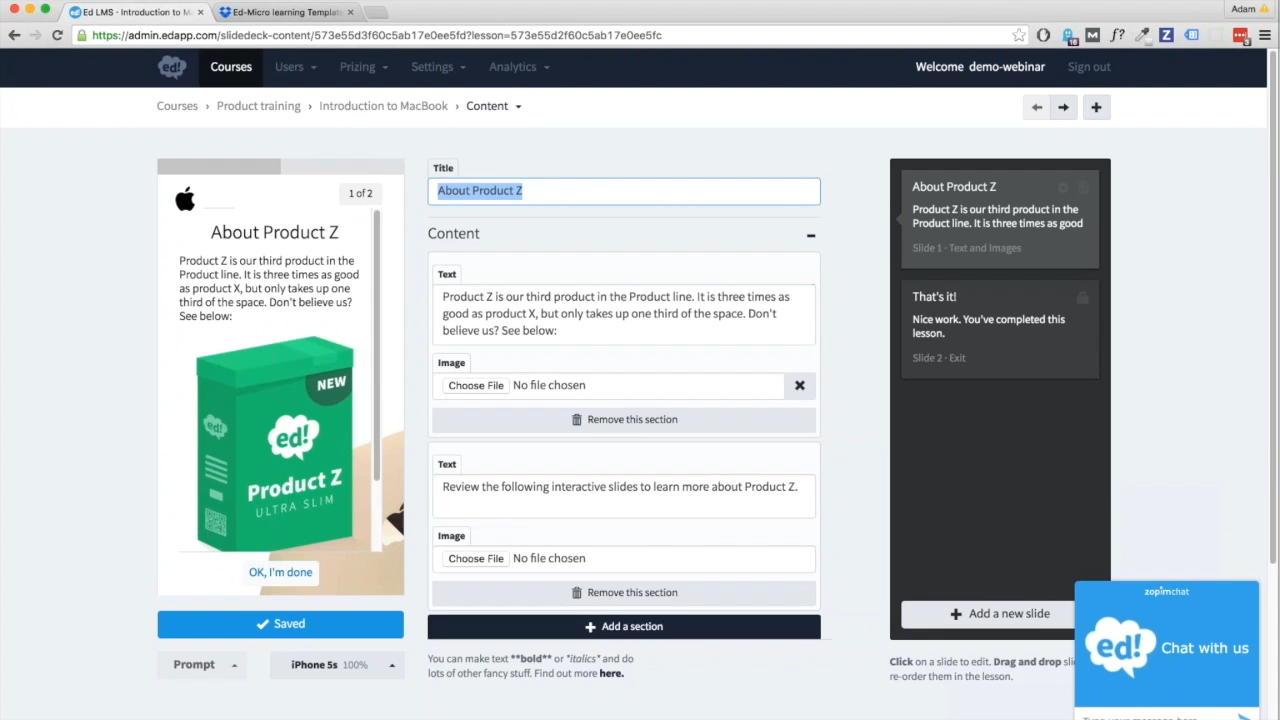 Ed LMS - Introduction to M
Ed-Micro learning Templat
Adam
https://admin.edapp.com/slidedeck-content/573e55d3f60c5ab17e0ee5fd?lesson=573e55d2f60c5ab17e0ee5fc
ed! Courses Users Prizing Settings Analytics Welcome demo-webinar Sign out
Courses › Product training › Introduction to MacBook › Content
1 of 2
About Product Z
Product Z is our third product in the
Product line. It is three times as good
as product X, but only takes up one
third of the space. Don't believe us?
See below:
NEW
ed!
ed!
Product Z
ULTRA SLIM
OK, I'm done
Saved
Prompt iPhone 5s 100%
Title
About Product Z
Content
Text
Product Z is our third product in the Product line. It is three times as
good as product X, but only takes up one third of the space. Don't
believe us? See below:
Image
Choose File No file chosen
Remove this section
Text
Review the following interactive slides to learn more about Product Z.
Image
Choose File No file chosen
Remove this section
Add a section
You can make text **bold** or *italics* and do
lots of other fancy stuff. Find out more here.
About Product Z
Product Z is our third product in the
Product line. It is three times as good
Slide 1 - Text and Images
That's it!
Nice work. You've completed this
lesson.
Slide 2 - Exit
Add a new slide
Click on a slide to edit. Drag and drop
re-order them in the lesson.
zopimchat
ed! Chat with us
Type your message here